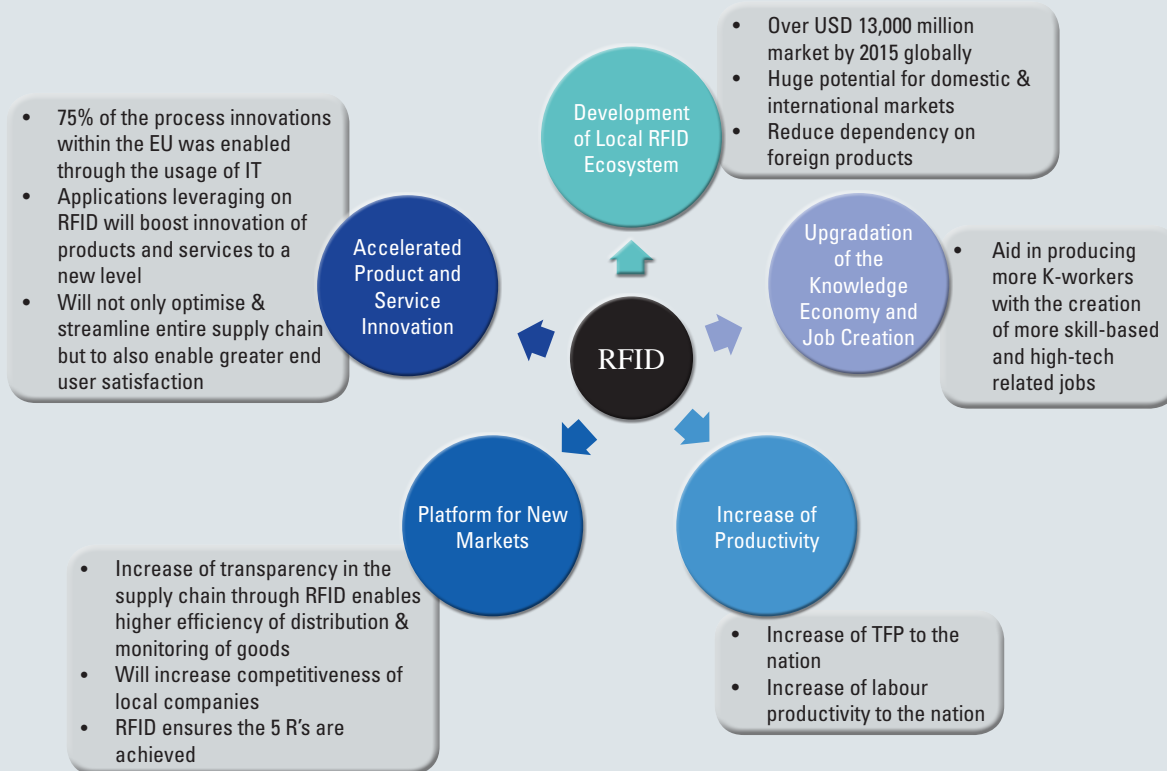 • Over USD 13,000 million
market by 2015 globally
• Huge potential for domestic &
international markets
• Reduce dependency on
foreign products
Development
of Local RFID
Ecosystem
• 75% of the process innovations
within the EU was enabled
through the usage of IT
• Applications leveraging on
RFID will boost innovation of
products and services to a
new level
• Will not only optimise &
streamline entire supply chain
but to also enable greater end
user satisfaction
Accelerated
Product and
Service
Innovation
Upgradation
of the
Knowledge
Economy and
Job Creation
• Aid in producing
more K-workers
with the creation
of more skill-based
and high-tech
related jobs
RFID
Platform for New
Markets
Increase of
Productivity
• Increase of transparency in the
supply chain through RFID enables
higher efficiency of distribution &
monitoring of goods
• Will increase competitiveness of
local companies
• RFID ensures the 5 R's are
achieved
• Increase of TFP to the
nation
• Increase of labour
productivity to the nation